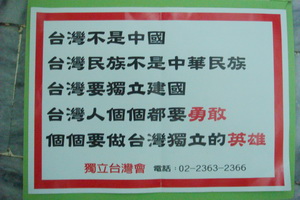 台灣不是中國
台灣民族不是中華民族
台灣要獨立建國
台灣人個個都要勇敢
個個要做台灣獨立的英雄
獨立台灣會 電話：02-2363-2366